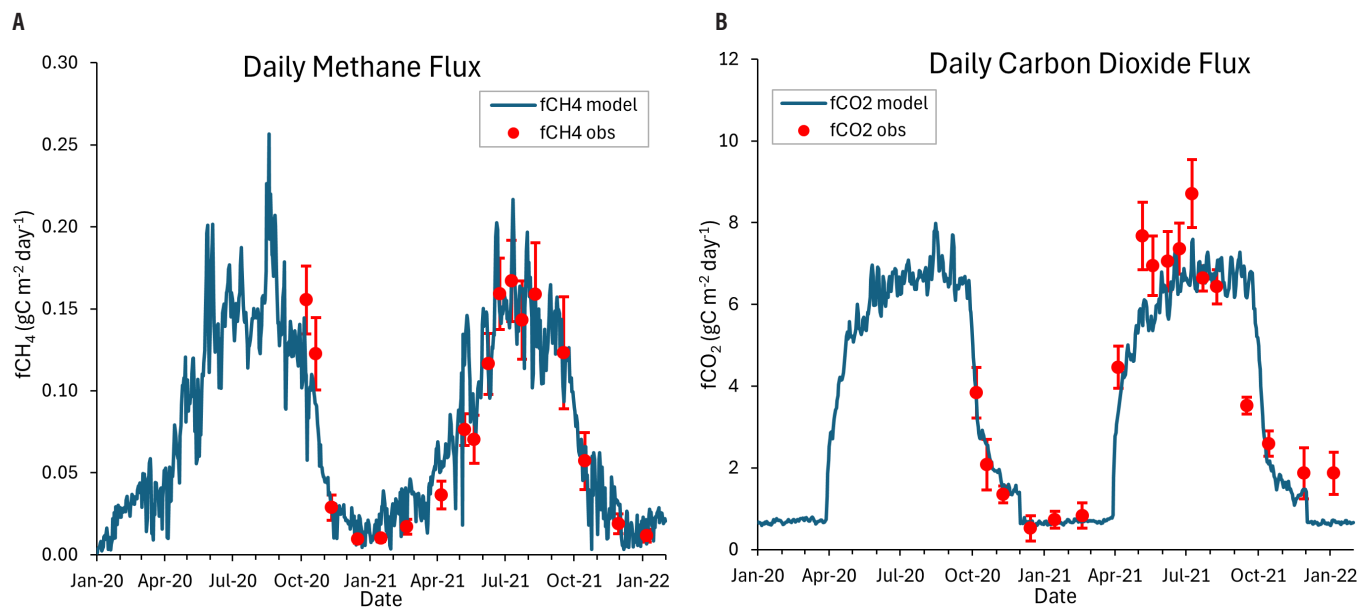 A
Daily Methane Flux
fCH4 model
fCH4 obs
0.30
0.25
0.20
0.15
0.10
0.05
0.00
fCH₄ (gC m⁻² day⁻¹)
Jan-20 Apr-20 Jul-20 Oct-20 Jan-21 Apr-21 Jul-21 Oct-21 Jan-22
Date
B
Daily Carbon Dioxide Flux
fCO2 model
fCO2 obs
12
10
8
6
4
2
0
fCO₂ (gC m⁻² day⁻¹)
Jan-20 Apr-20 Jul-20 Oct-20 Jan-21 Apr-21 Jul-21 Oct-21 Jan-22
Date